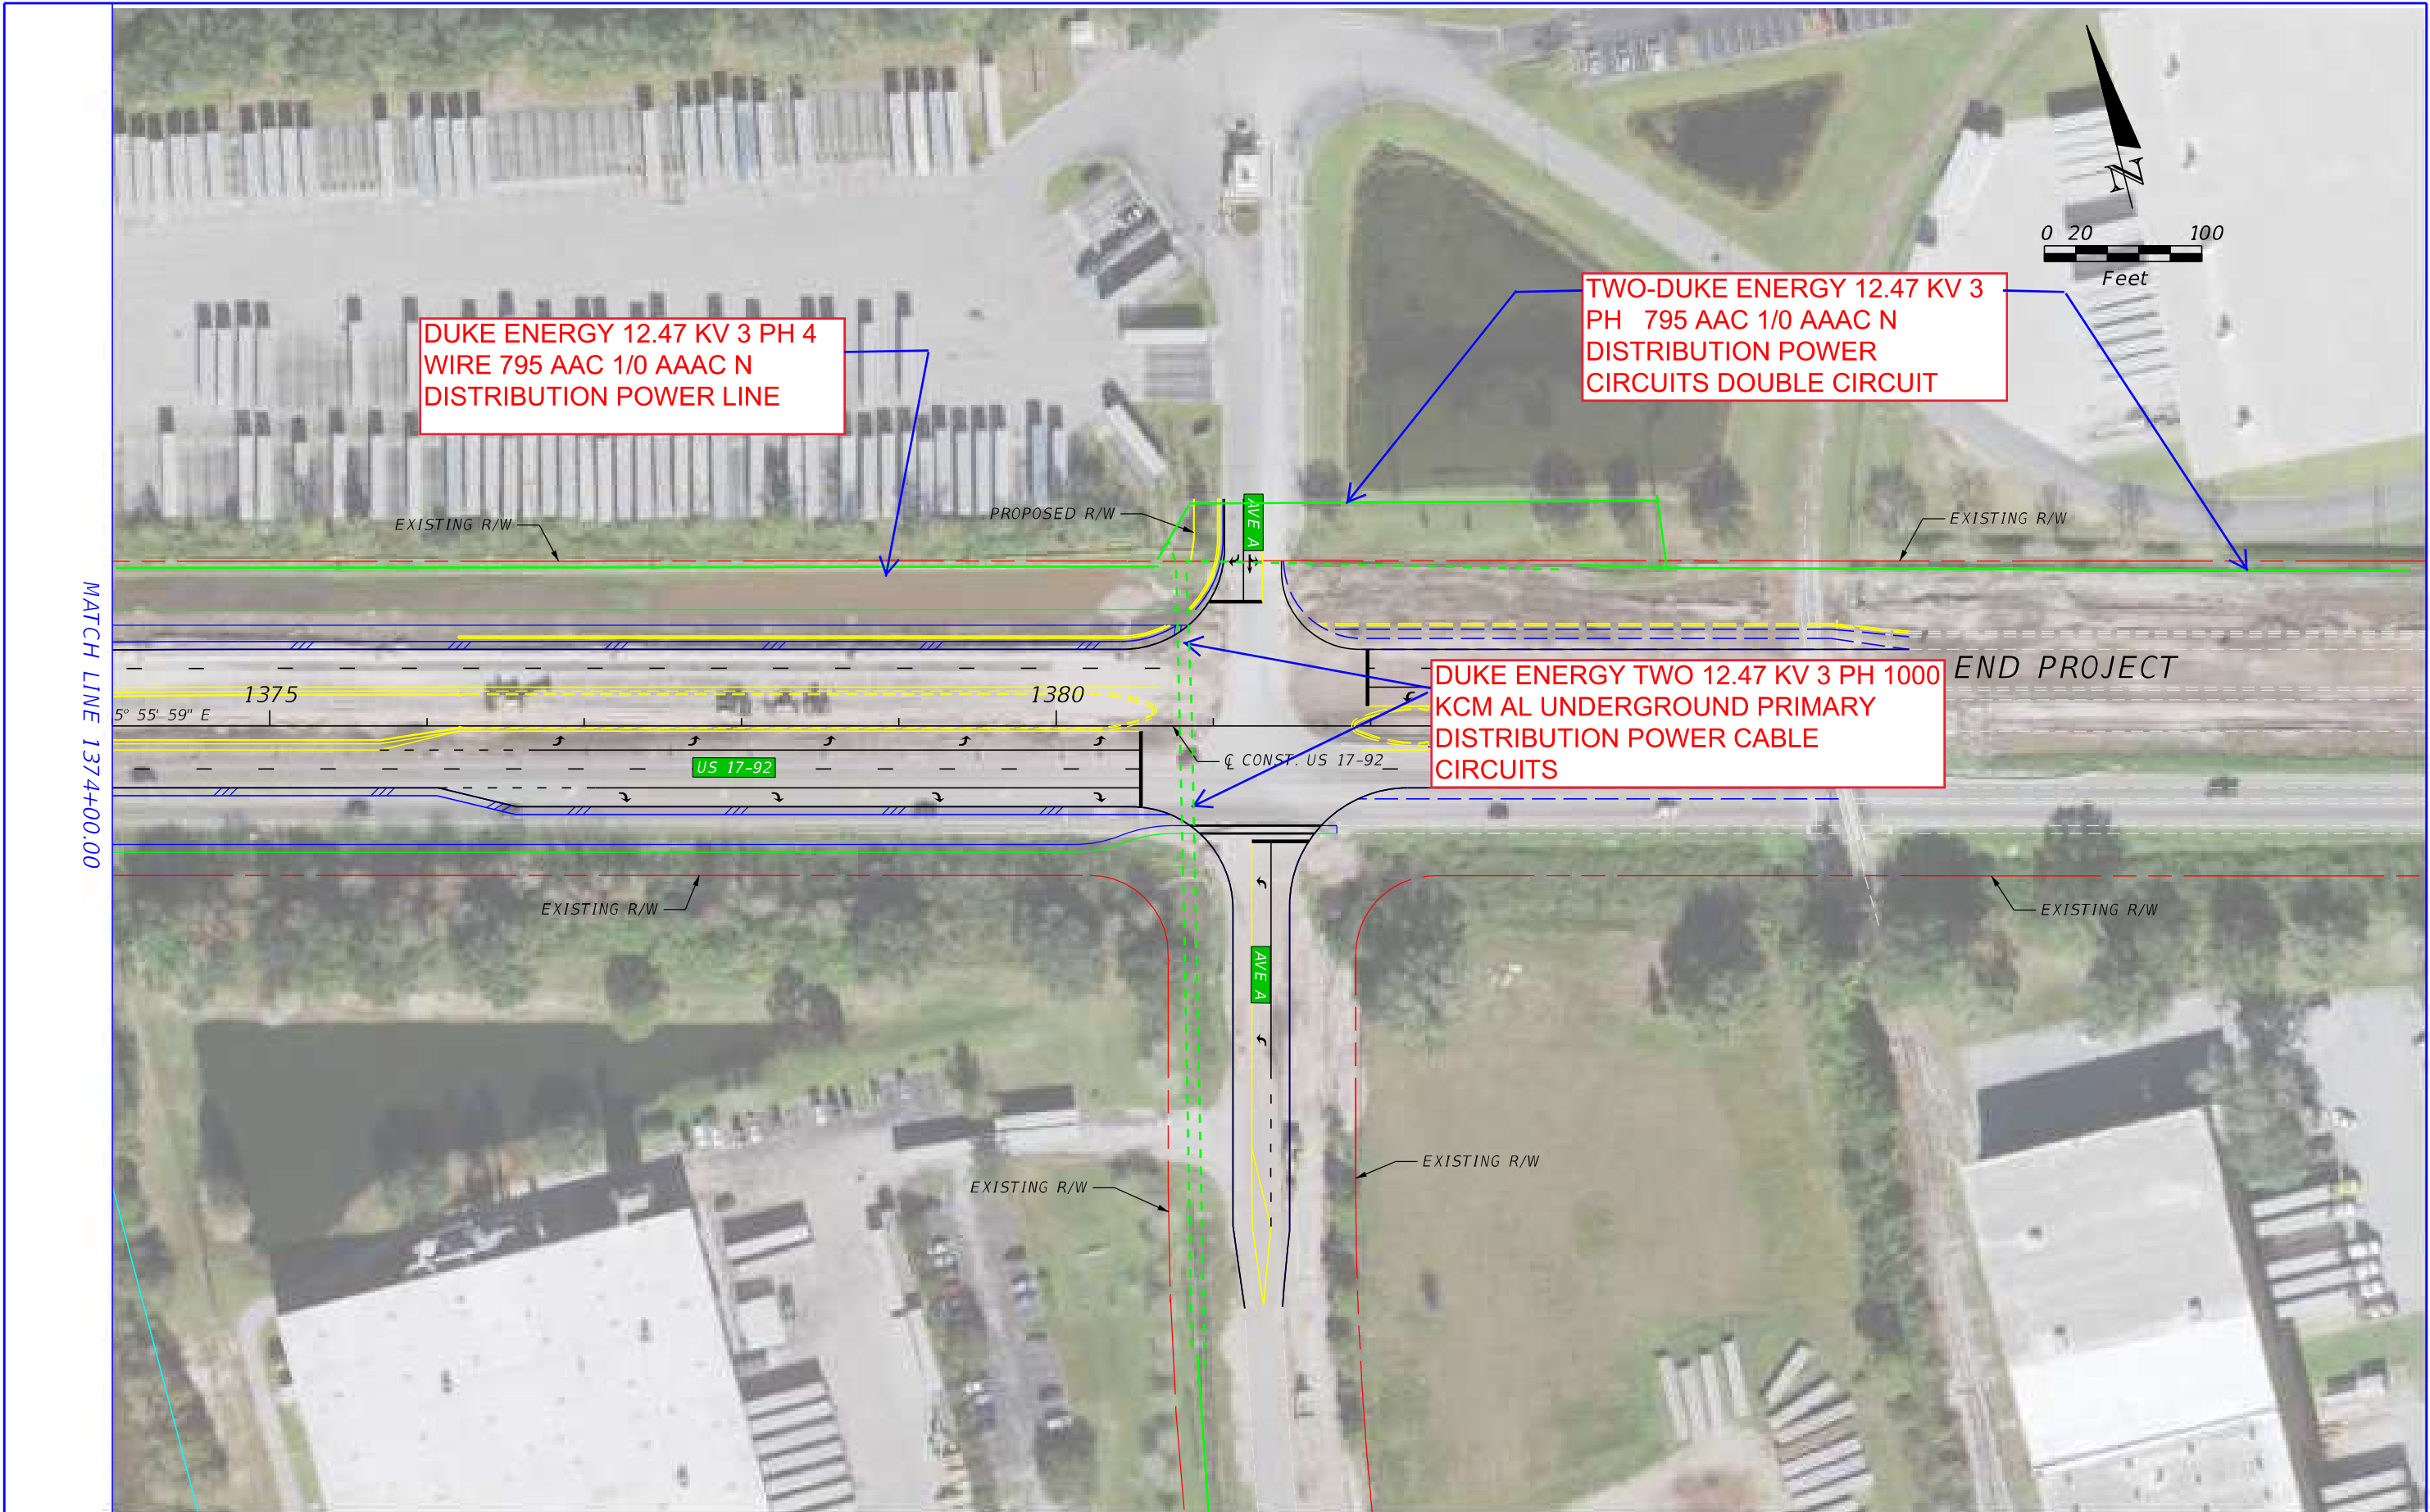 0 20 100
Feet
N
DUKE ENERGY 12.47 KV 3 PH 4
WIRE 795 AAC 1/0 AAAC N
DISTRIBUTION POWER LINE
TWO-DUKE ENERGY 12.47 KV 3
PH 795 AAC 1/0 AAAC N
DISTRIBUTION POWER
CIRCUITS DOUBLE CIRCUIT
EXISTING R/W
PROPOSED R/W
AVE A
EXISTING R/W
MATCH LINE 1374+00.00
1375
1380
5° 55' 59" E
US 17-92
℄ CONST. US 17-92
DUKE ENERGY TWO 12.47 KV 3 PH 1000
KCM AL UNDERGROUND PRIMARY
DISTRIBUTION POWER CABLE
CIRCUITS
END PROJECT
EXISTING R/W
EXISTING R/W
AVE A
EXISTING R/W
EXISTING R/W